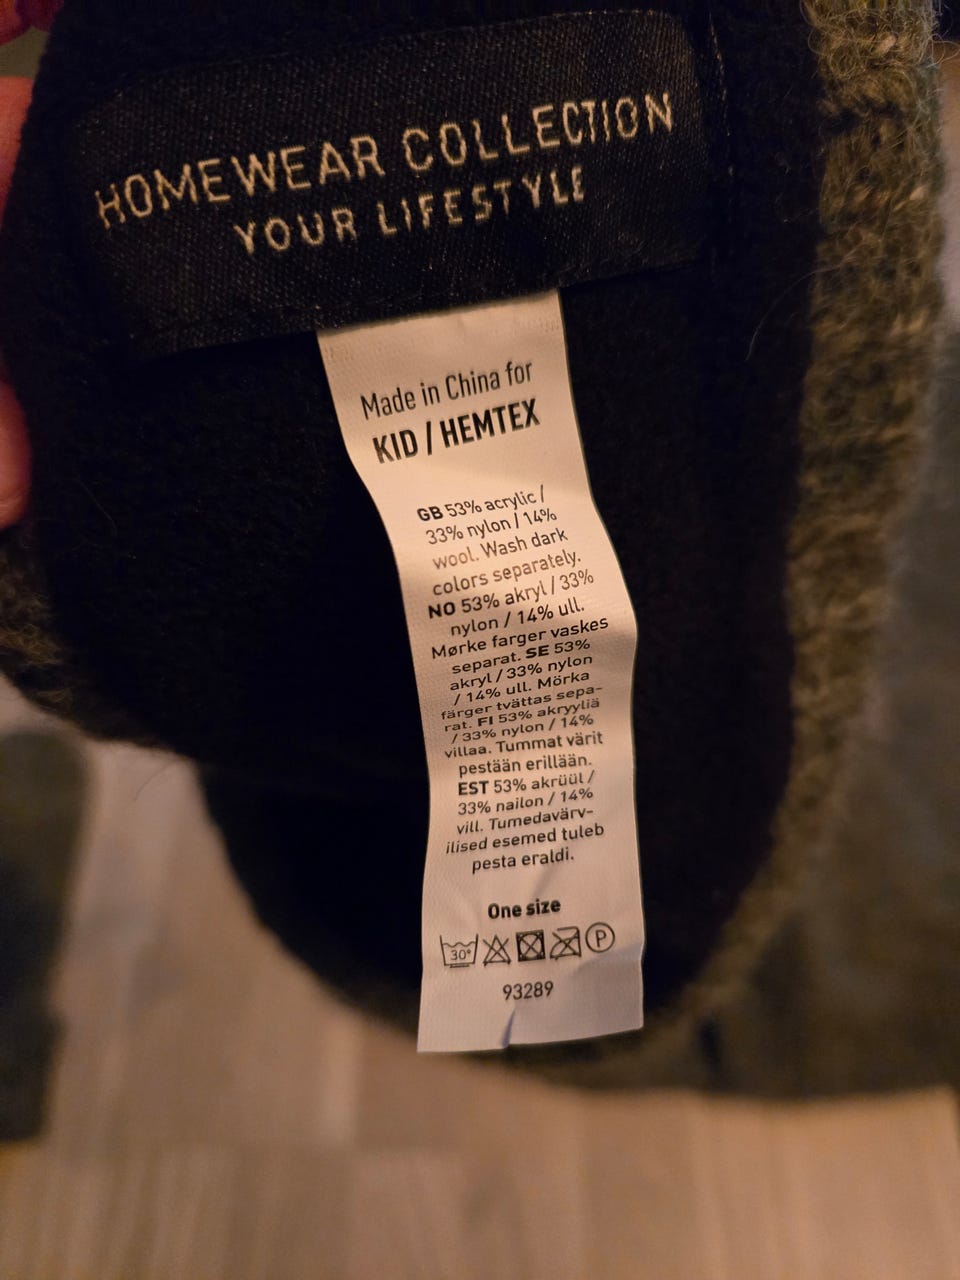 HOMEWEAR COLLECTION
YOUR LIFESTYLE
Made in China for
KID / HEMTEX
GB 53% acrylic /
33% nylon / 14%
wool. Wash dark
colors separately.
NO 53% akryl / 33%
nylon / 14% ull.
Mørke farger vaskes
separat. SE 53%
akryl / 33% nylon
/ 14% ull. Mörka
färger tvättas sepa-
rat. FI 53% akryyliä
/ 33% nylon / 14%
villaa. Tummat värit
pestään erillään.
EST 53% akrüül /
33% nailon / 14%
vill. Tumedavärv-
ilised esemed tuleb
pesta eraldi.
One size
30° P
93289